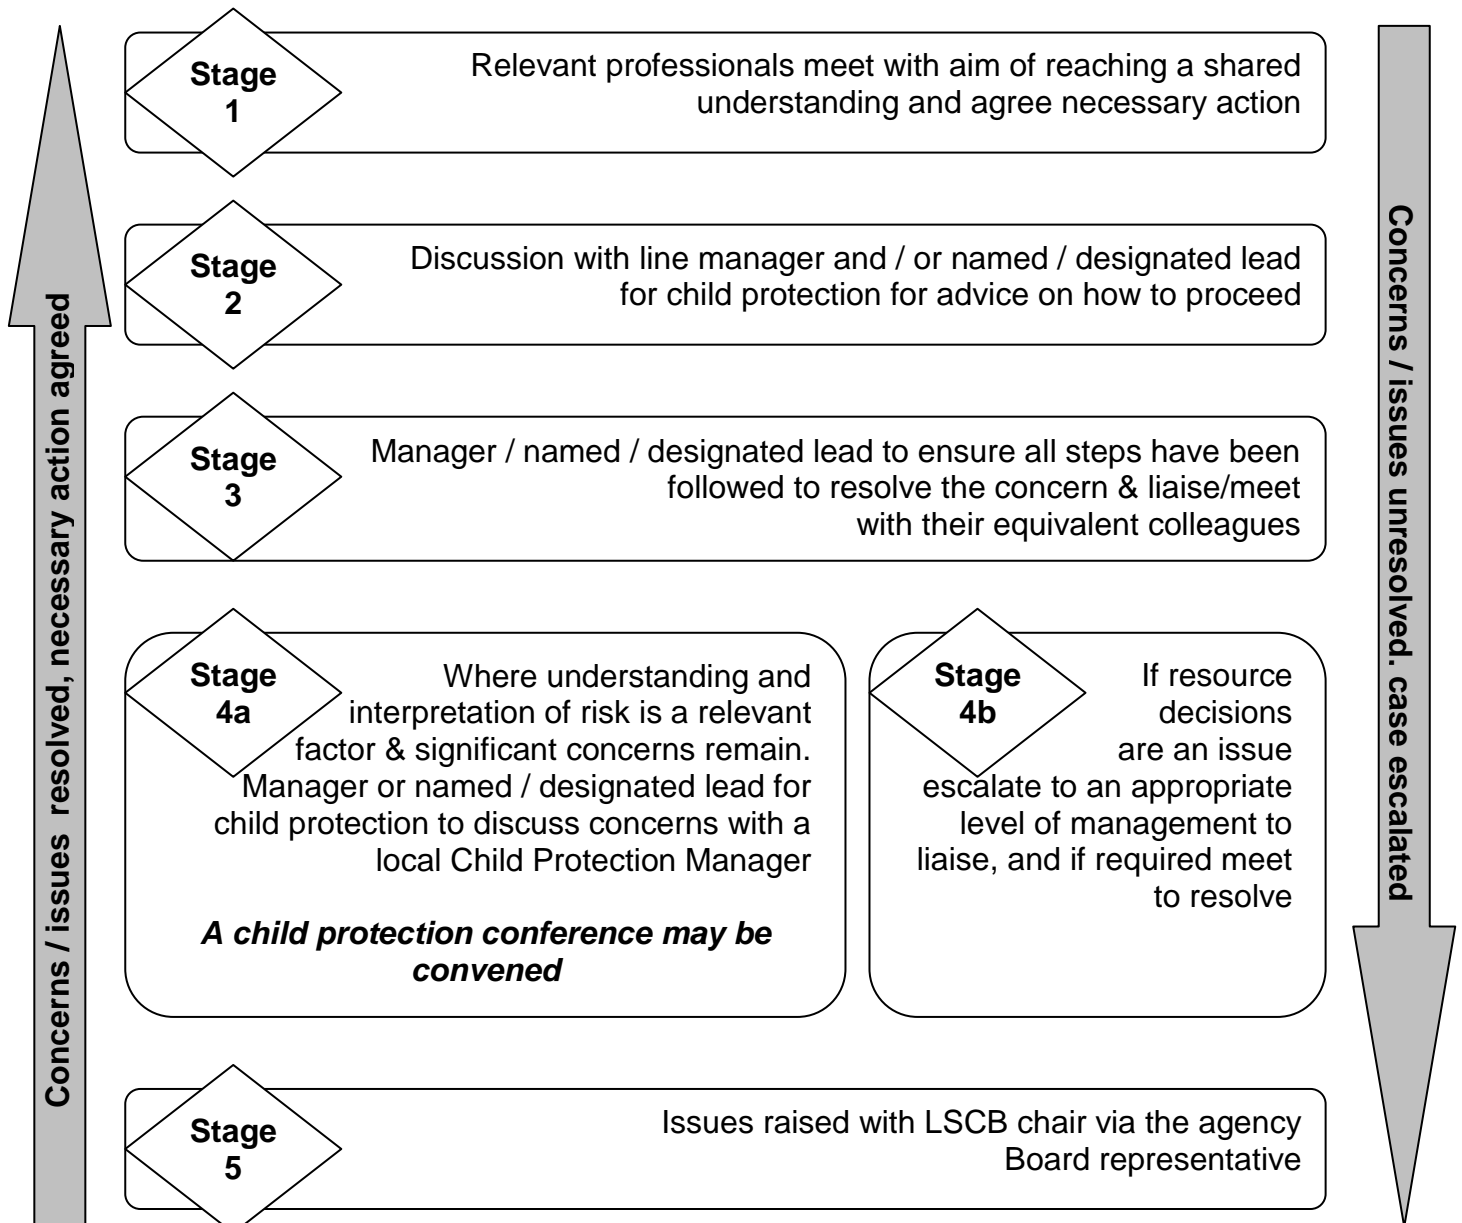 Stage
1
Relevant professionals meet with aim of reaching a shared
understanding and agree necessary action
Stage
2
Discussion with line manager and / or named / designated lead
for child protection for advice on how to proceed
Stage
3
Manager / named / designated lead to ensure all steps have been
followed to resolve the concern & liaise/meet
with their equivalent colleagues
Stage
4a
Where understanding and
interpretation of risk is a relevant
factor & significant concerns remain.
Manager or named / designated lead for
child protection to discuss concerns with a
local Child Protection Manager
A child protection conference may be
convened
Stage
4b
If resource
decisions
are an issue
escalate to an appropriate
level of management to
liaise, and if required meet
to resolve
Stage
5
Issues raised with LSCB chair via the agency
Board representative
Concerns / issues resolved, necessary action agreed
Concerns / issues unresolved. case escalated